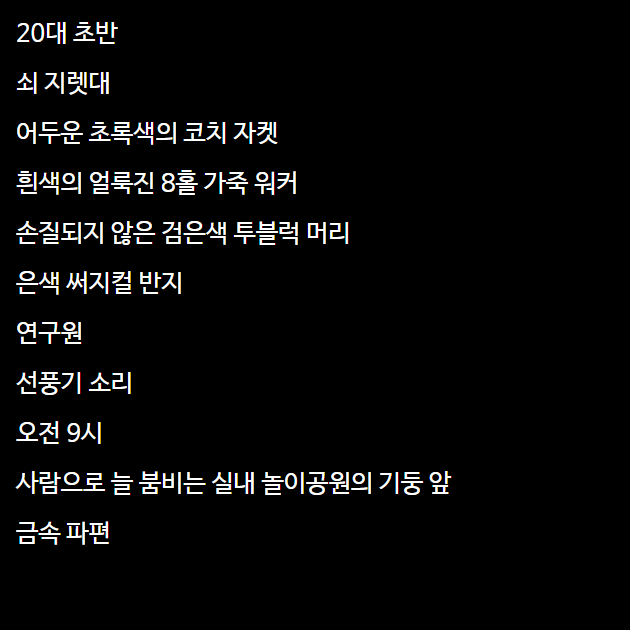 20대 초반
쇠 지렛대
어두운 초록색의 코치 자켓
흰색의 얼룩진 8홀 가죽 워커
손질되지 않은 검은색 투블럭 머리
은색 써지컬 반지
연구원
선풍기 소리
오전 9시
사람으로 늘 붐비는 실내 놀이공원의 기둥 앞
금속 파편